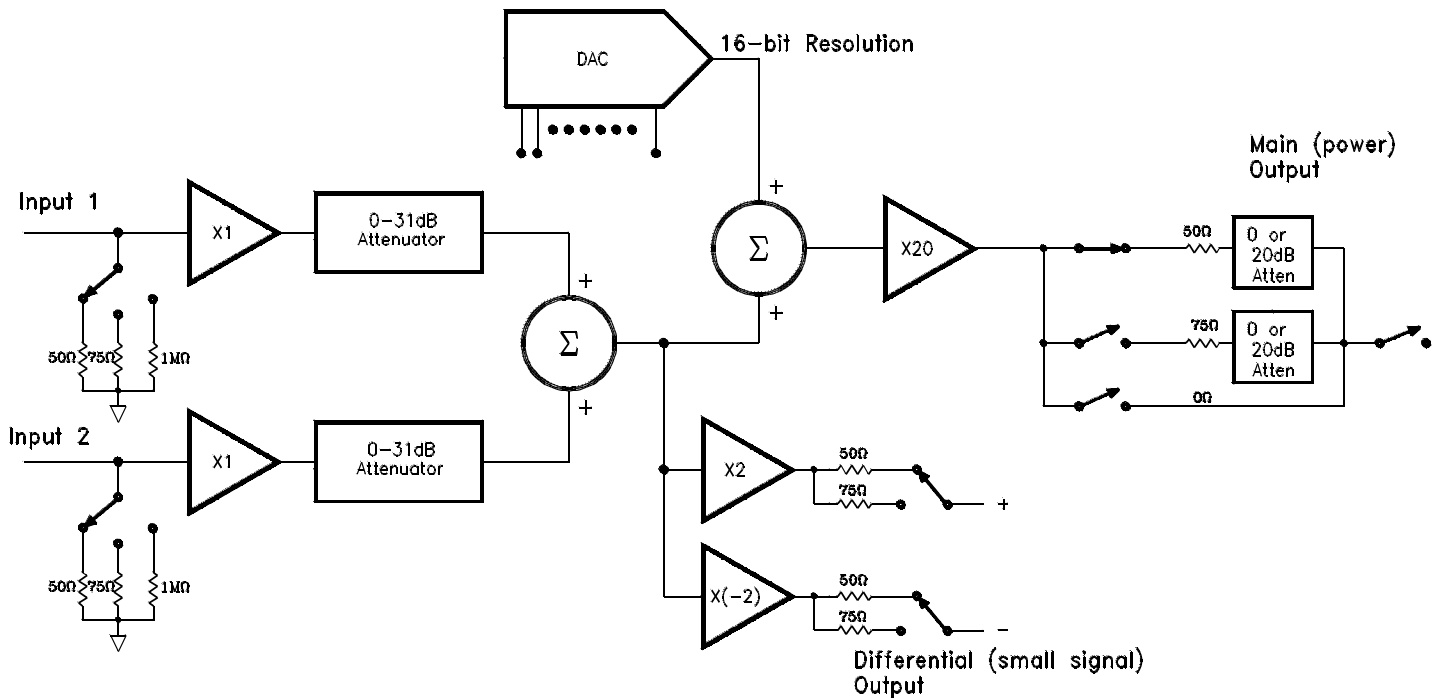 DAC
16-bit Resolution
Main (power)
Output
Input 1
X1
0-31dB
Attenuator
+
Σ
+
X20
50Ω
0 or
20dB
Atten
+
Σ
+
75Ω
0 or
20dB
Atten
0Ω
50Ω
75Ω
1MΩ
Input 2
X1
0-31dB
Attenuator
X2
50Ω
75Ω
+
50Ω
75Ω
1MΩ
X(-2)
50Ω
75Ω
-
Differential (small signal)
Output